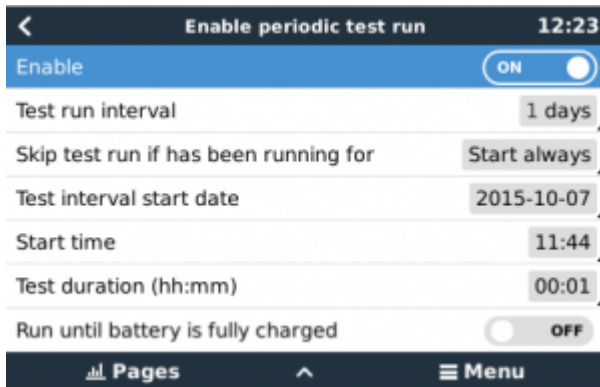 Enable periodic test run 12:23
Enable ON
Test run interval 1 days
Skip test run if has been running for Start always
Test interval start date 2015-10-07
Start time 11:44
Test duration (hh:mm) 00:01
Run until battery is fully charged OFF
Pages Menu